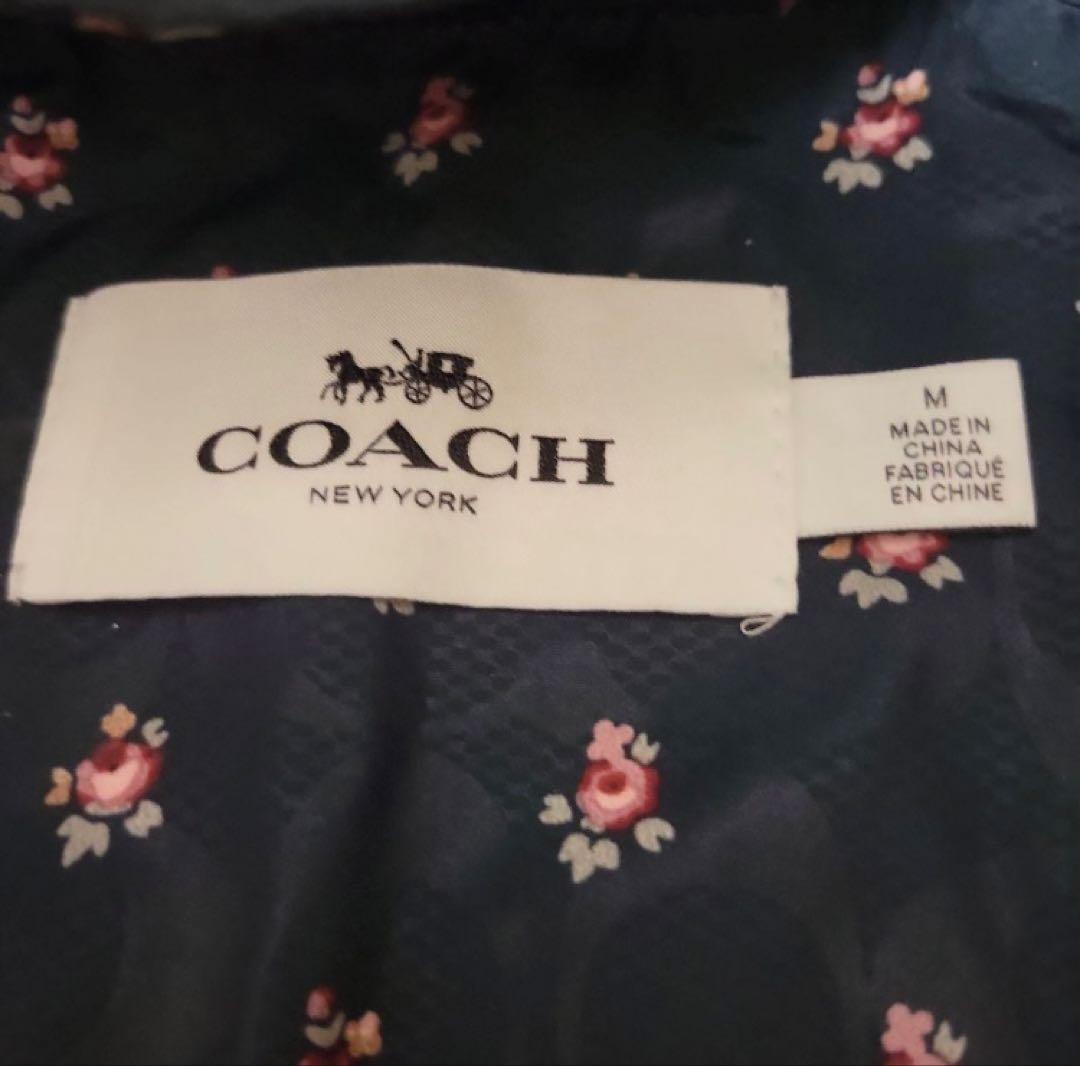 COACH
NEW YORK
M
MADE IN
CHINA
FABRIQUÉ
EN CHINE